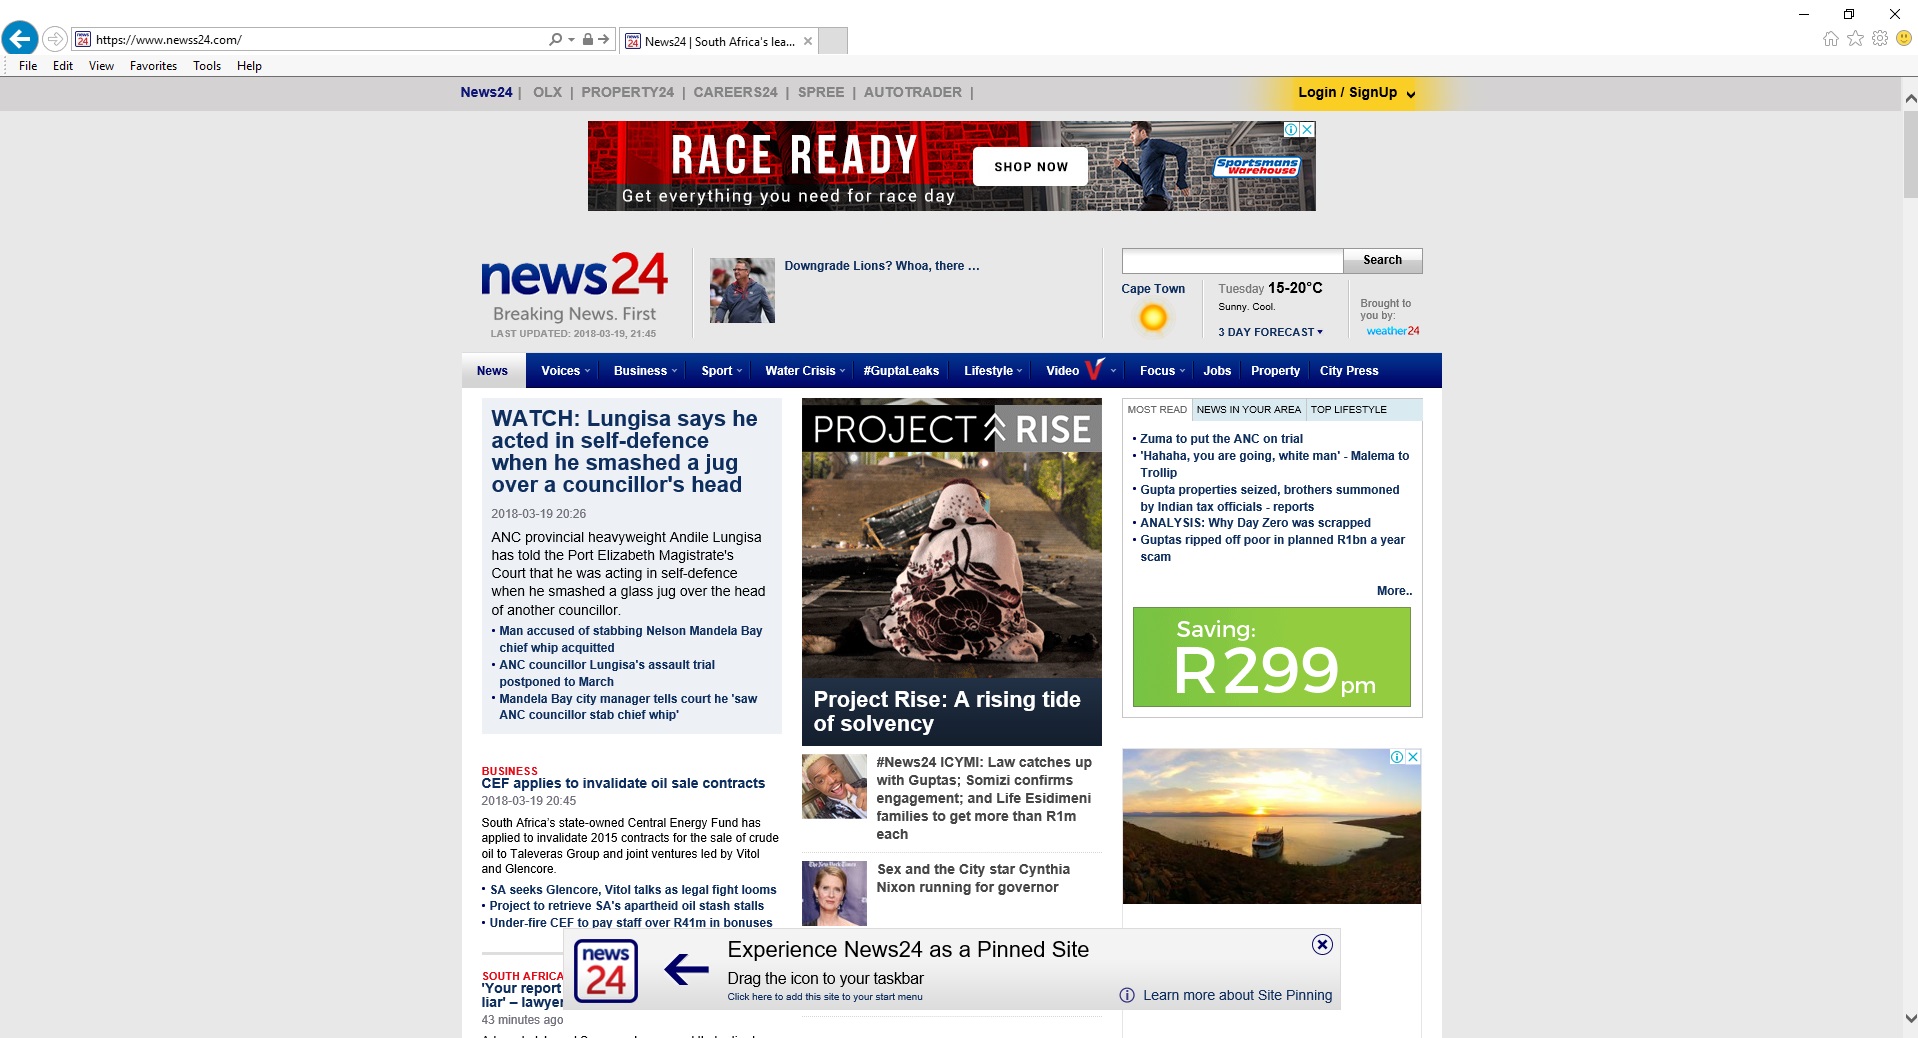 https://www.newss24.com/
News24 | South Africa's lea...
File Edit View Favorites Tools Help
News24 | OLX | PROPERTY24 | CAREERS24 | SPREE | AUTOTRADER |
Login / SignUp
RACE READY
Get everything you need for race day
SHOP NOW
Sportsmans
Warehouse
news24
Breaking News. First
LAST UPDATED: 2018-03-19, 21:45
Downgrade Lions? Whoa, there ...
Search
Cape Town
Tuesday 15-20°C
Sunny. Cool.
3 DAY FORECAST
Brought to
you by:
weather24
News Voices Business Sport Water Crisis #GuptaLeaks Lifestyle Video V Focus Jobs Property City Press
WATCH: Lungisa says he
acted in self-defence
when he smashed a jug
over a councillor's head
2018-03-19 20:26
ANC provincial heavyweight Andile Lungisa
has told the Port Elizabeth Magistrate's
Court that he was acting in self-defence
when he smashed a glass jug over the head
of another councillor.
• Man accused of stabbing Nelson Mandela Bay
chief whip acquitted
• ANC councillor Lungisa's assault trial
postponed to March
• Mandela Bay city manager tells court he 'saw
ANC councillor stab chief whip'
BUSINESS
CEF applies to invalidate oil sale contracts
2018-03-19 20:45
South Africa's state-owned Central Energy Fund has
applied to invalidate 2015 contracts for the sale of crude
oil to Taleveras Group and joint ventures led by Vitol
and Glencore.
• SA seeks Glencore, Vitol talks as legal fight looms
• Project to retrieve SA's apartheid oil stash stalls
• Under-fire CEF to pay staff over R41m in bonuses
SOUTH AFRICA
'Your report
liar' – lawyer
43 minutes ago
PROJECT RISE
Project Rise: A rising tide
of solvency
#News24 ICYMI: Law catches up
with Guptas; Somizi confirms
engagement; and Life Esidimeni
families to get more than R1m
each
The New York Times
Sex and the City star Cynthia
Nixon running for governor
MOST READ NEWS IN YOUR AREA TOP LIFESTYLE
• Zuma to put the ANC on trial
• 'Hahaha, you are going, white man' - Malema to
Trollip
• Gupta properties seized, brothers summoned
by Indian tax officials - reports
• ANALYSIS: Why Day Zero was scrapped
• Guptas ripped off poor in planned R1bn a year
scam
More..
Saving:
R299pm
news
24
Experience News24 as a Pinned Site
Drag the icon to your taskbar
Click here to add this site to your start menu
Learn more about Site Pinning